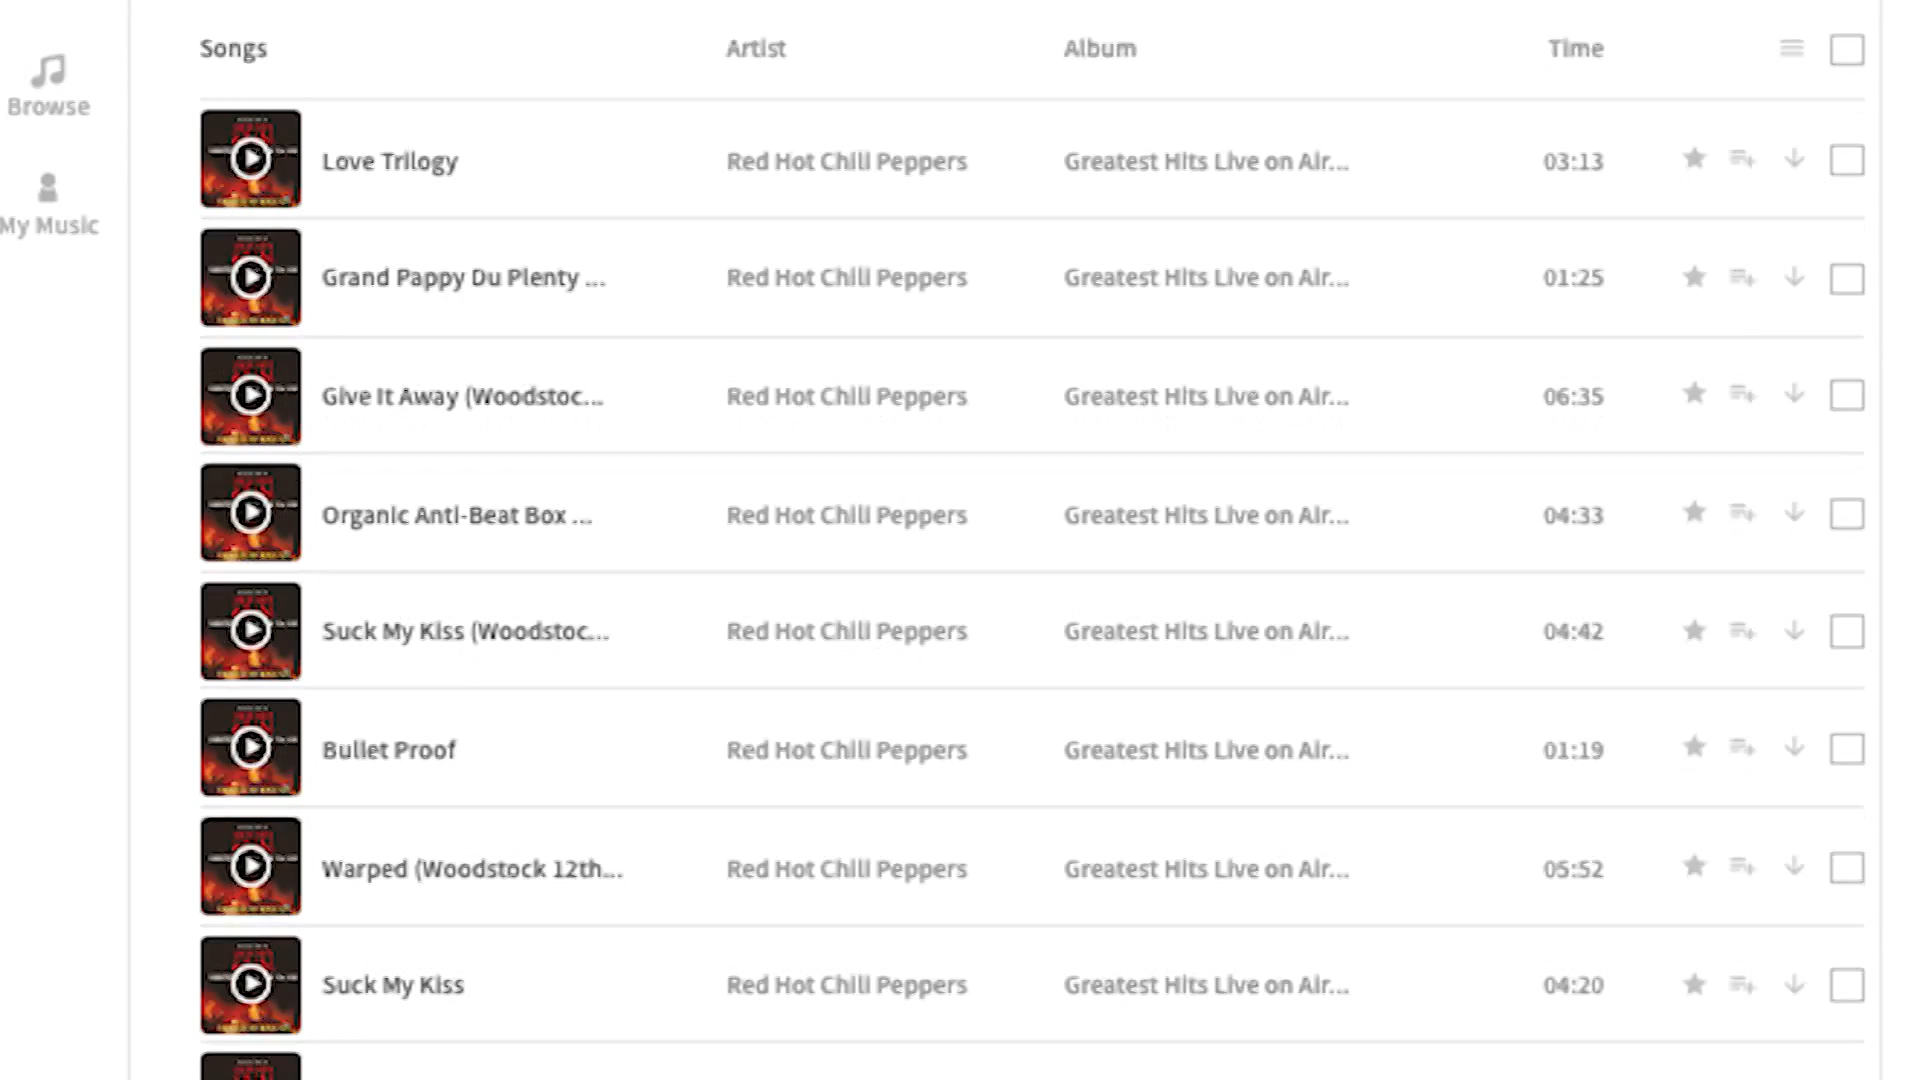 Songs Artist Album Time
Browse
My Music
Love Trilogy Red Hot Chili Peppers Greatest Hits Live on Air... 03:13
Grand Pappy Du Plenty ... Red Hot Chili Peppers Greatest Hits Live on Air... 01:25
Give It Away (Woodstoc... Red Hot Chili Peppers Greatest Hits Live on Air... 06:35
Organic Anti-Beat Box ... Red Hot Chili Peppers Greatest Hits Live on Air... 04:33
Suck My Kiss (Woodstoc... Red Hot Chili Peppers Greatest Hits Live on Air... 04:42
Bullet Proof Red Hot Chili Peppers Greatest Hits Live on Air... 01:19
Warped (Woodstock 12th... Red Hot Chili Peppers Greatest Hits Live on Air... 05:52
Suck My Kiss Red Hot Chili Peppers Greatest Hits Live on Air... 04:20